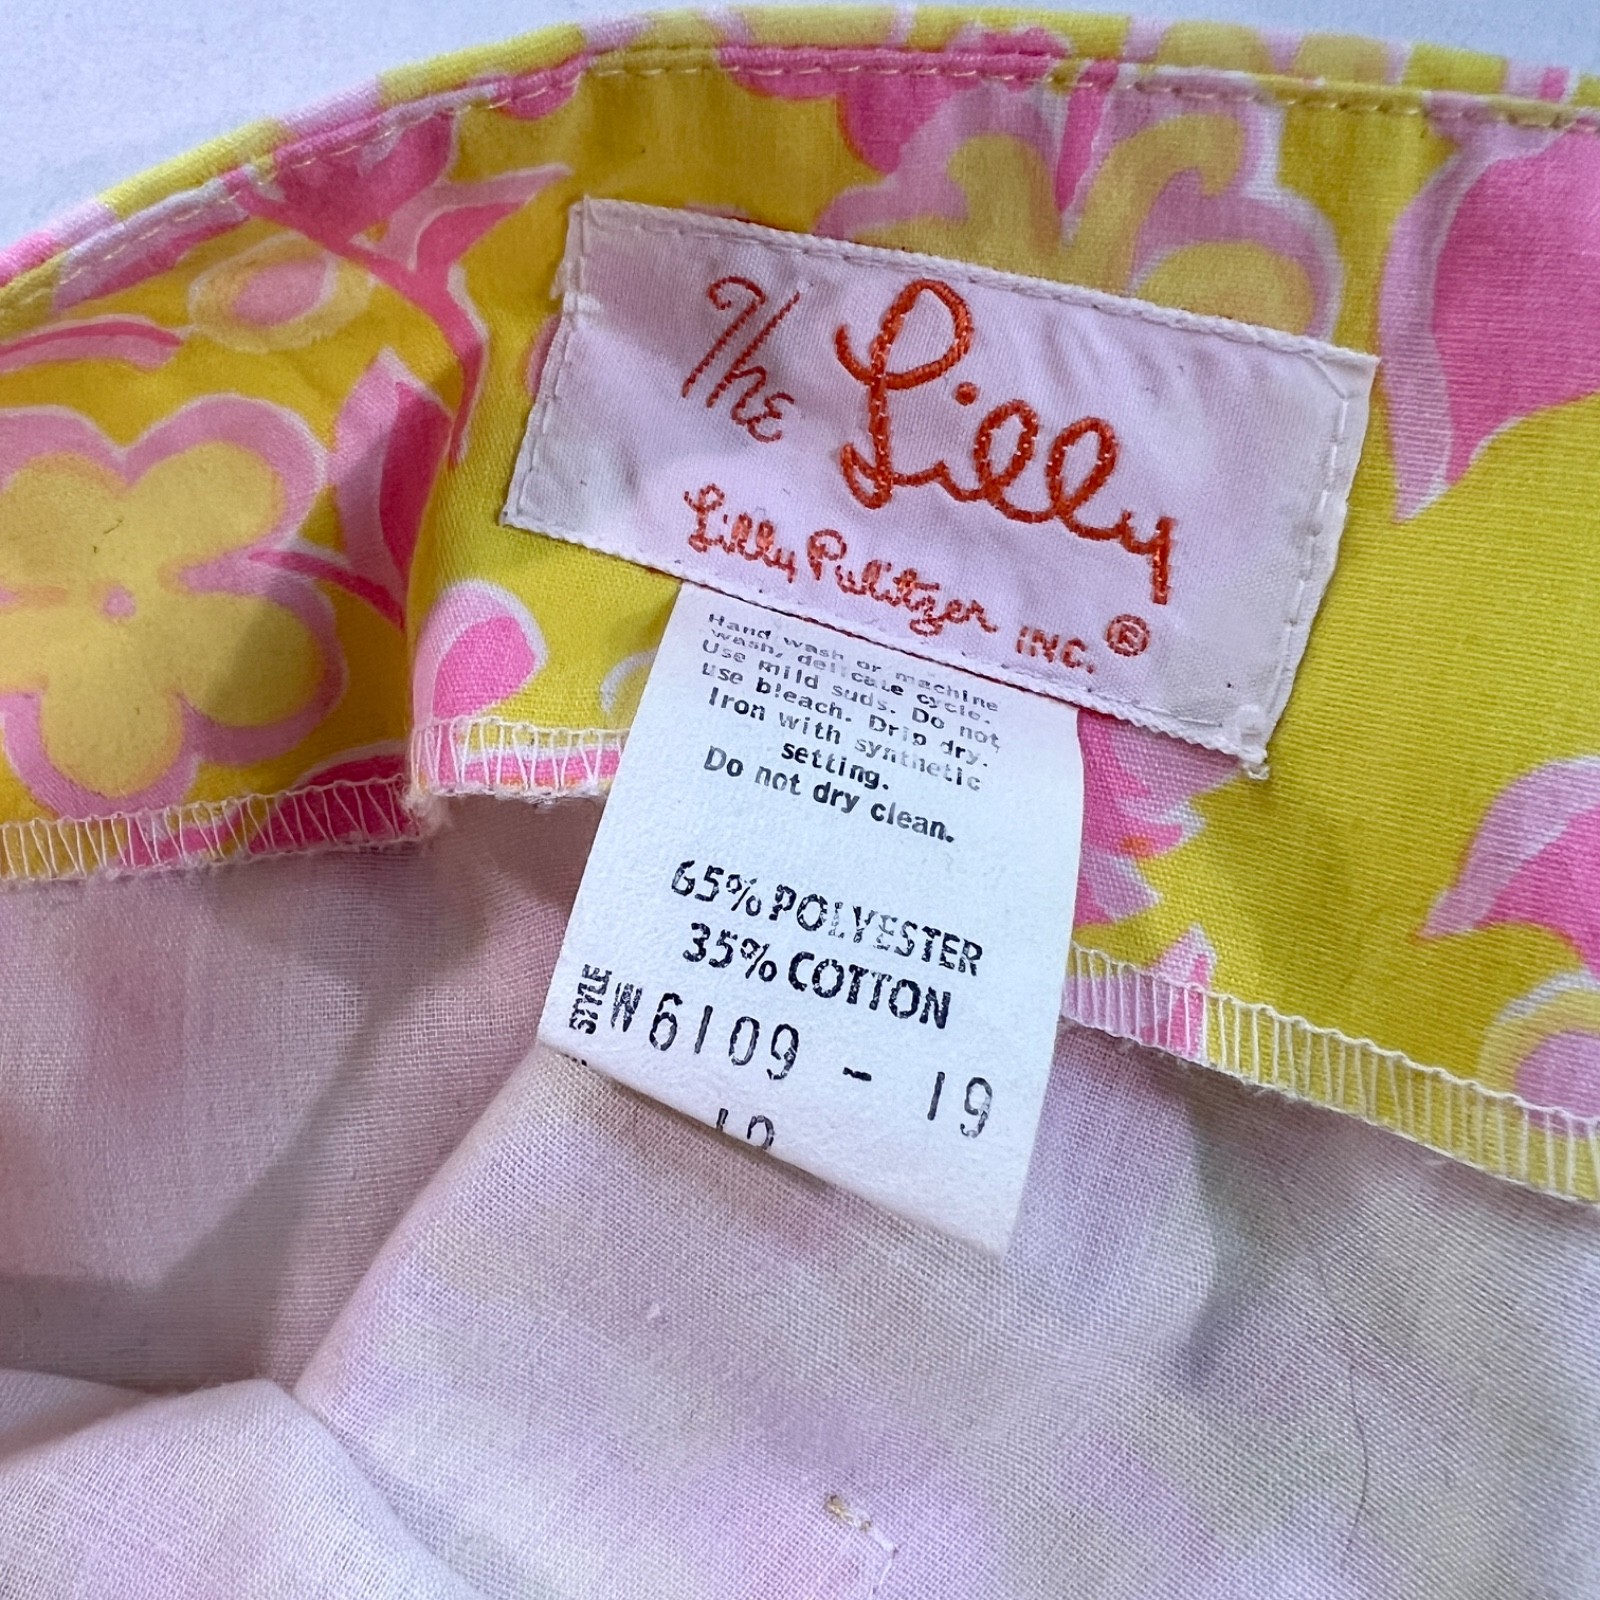 The Lilly
Lilly Pulitzer INC.®
Hand wash or machine
wash, delicate cycle.
Use mild suds. Do not
use bleach. Drip dry.
Iron with synthetic
setting.
Do not dry clean.
65% POLYESTER
35% COTTON
STYLE W6109 - 19